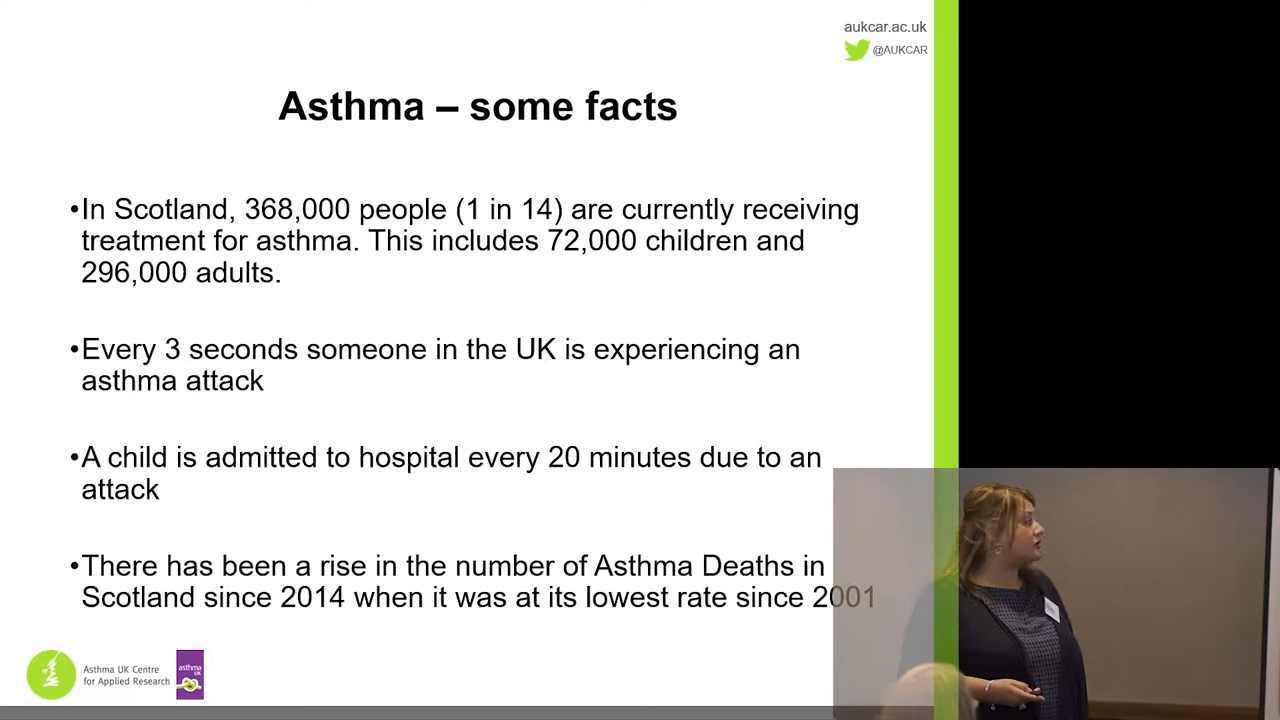 aukcar.ac.uk
@AUKCAR
Asthma – some facts
•In Scotland, 368,000 people (1 in 14) are currently receiving
treatment for asthma. This includes 72,000 children and
296,000 adults.
•Every 3 seconds someone in the UK is experiencing an
asthma attack
•A child is admitted to hospital every 20 minutes due to an
attack
•There has been a rise in the number of Asthma Deaths in
Scotland since 2014 when it was at its lowest rate since 2001
Asthma UK Centre
for Applied Research
asthma
UK